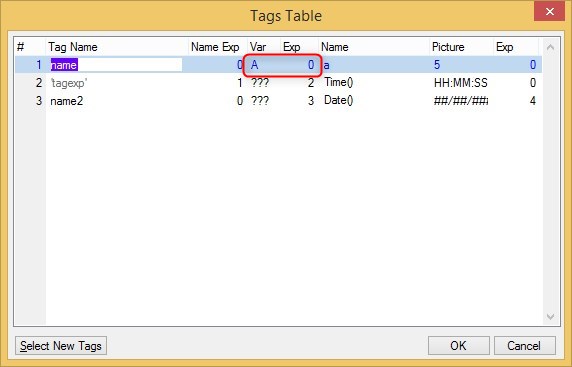 Tags Table
# Tag Name Name Exp Var Exp Name Picture Exp
1 name 0 A 0 a 5 0
2 'tagexp' 1 ??? 2 Time() HH:MM:SS 0
3 name2 0 ??? 3 Date() ##/##/## 4
Select New Tags OK Cancel